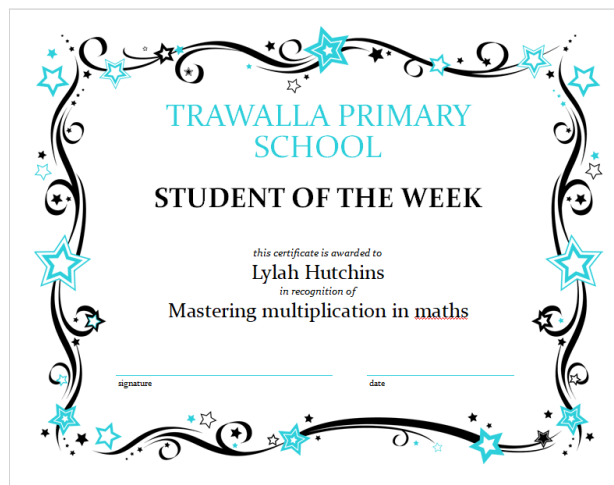 TRAWALLA PRIMARY
SCHOOL
STUDENT OF THE WEEK
this certificate is awarded to
Lylah Hutchins
in recognition of
Mastering multiplication in maths
signature
date